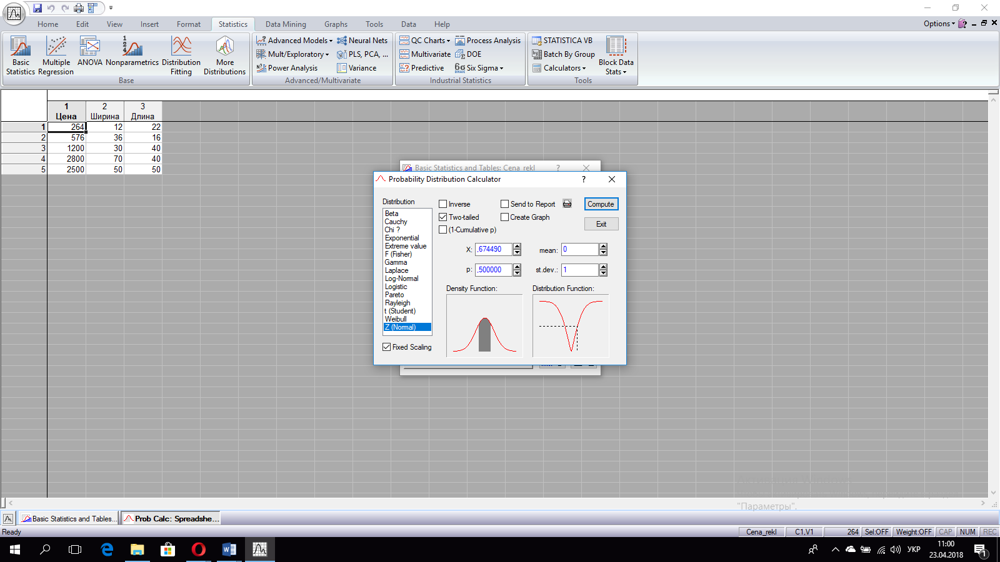 Home Edit View Insert Format Statistics Data Mining Graphs Tools Data Help Options
Basic Statistics
Multiple Regression
ANOVA
Nonparametrics
Distribution Fitting
More Distributions
Base
Advanced Models Neural Nets
Mult/Exploratory PLS, PCA, ...
Power Analysis Variance
Advanced/Multivariate
QC Charts Process Analysis
Multivariate DOE
Predictive Six Sigma
Industrial Statistics
STATISTICA VB
Batch By Group
Calculators
Block Data Stats
Tools
1 2 3
Цена Ширина Длина
1 264 12 22
2 576 36 16
3 1200 30 40
4 2800 70 40
5 2500 50 50
Basic Statistics and Tables: Cena_rekl ?
Probability Distribution Calculator ?
Distribution
Beta
Cauchy
Chi ?
Exponential
Extreme value
F (Fisher)
Gamma
Laplace
Log-Normal
Logistic
Pareto
Rayleigh
t (Student)
Weibull
Z (Normal)
Fixed Scaling
Inverse Send to Report Compute
Two-tailed Create Graph Exit
(1-Cumulative p)
X: ,674490 mean: 0
p: ,500000 st.dev.: 1
Density Function: Distribution Function:
"Параметры".
Basic Statistics and Tables... Prob Calc: Spreadshe...
Ready Cena_rekl C1,V1 264 Sel:OFF Weight:OFF CAP NUM REC
УКР
11:00
23.04.2018
1